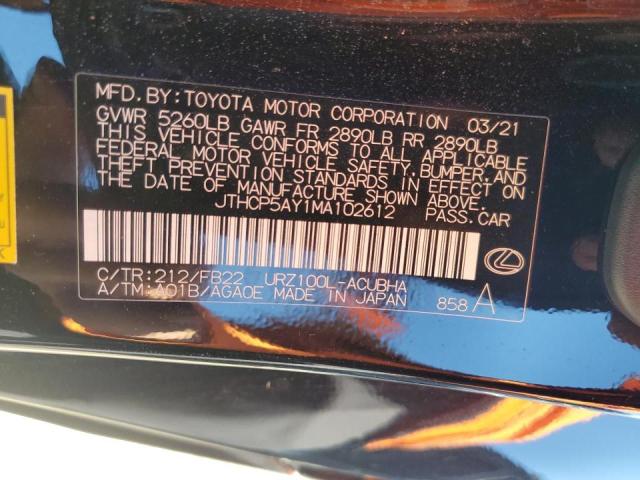 MFD. BY: TOYOTA MOTOR CORPORATION 03/21
GVWR 5260LB GAWR FR 2890LB RR 2890LB
THIS VEHICLE CONFORMS TO ALL APPLICABLE
FEDERAL MOTOR VEHICLE SAFETY, BUMPER, AND
THEFT PREVENTION STANDARDS IN EFFECT ON
THE DATE OF MANUFACTURE SHOWN ABOVE.
JTHCP5AY1MA102612 PASS. CAR
C/TR: 212/FB22 URZ100L-ACUBHA
A/TM: A01B/AGA0E MADE IN JAPAN 858 A
K